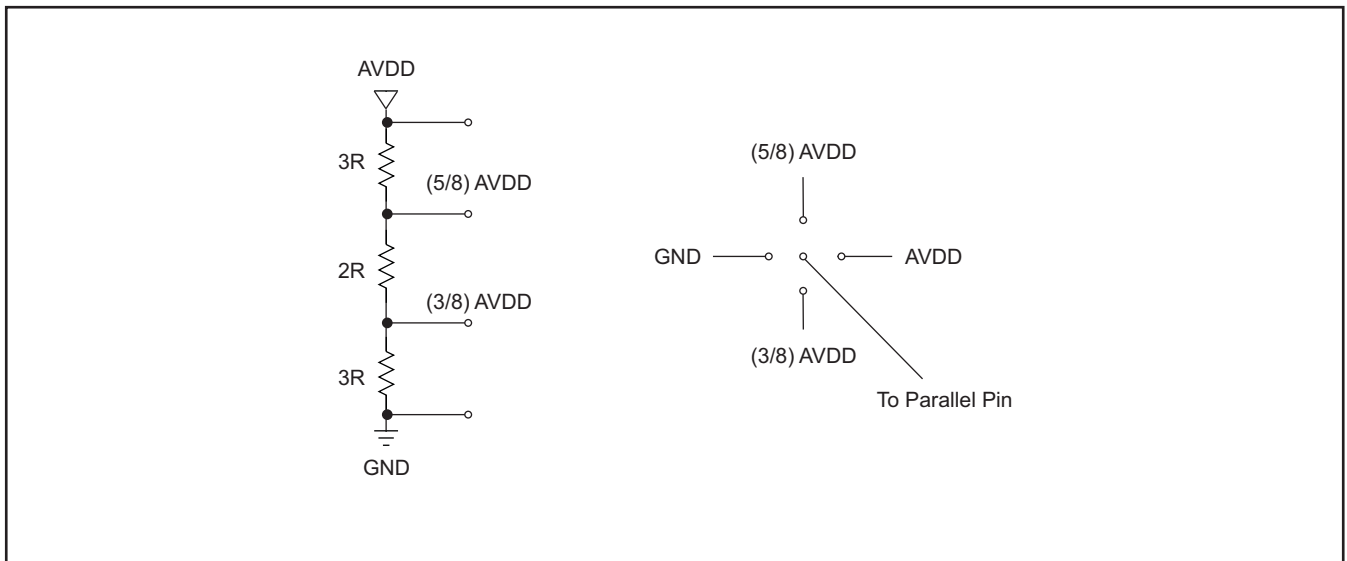 AVDD
3R
(5/8) AVDD
2R
(3/8) AVDD
3R
GND
(5/8) AVDD
GND
AVDD
(3/8) AVDD
To Parallel Pin